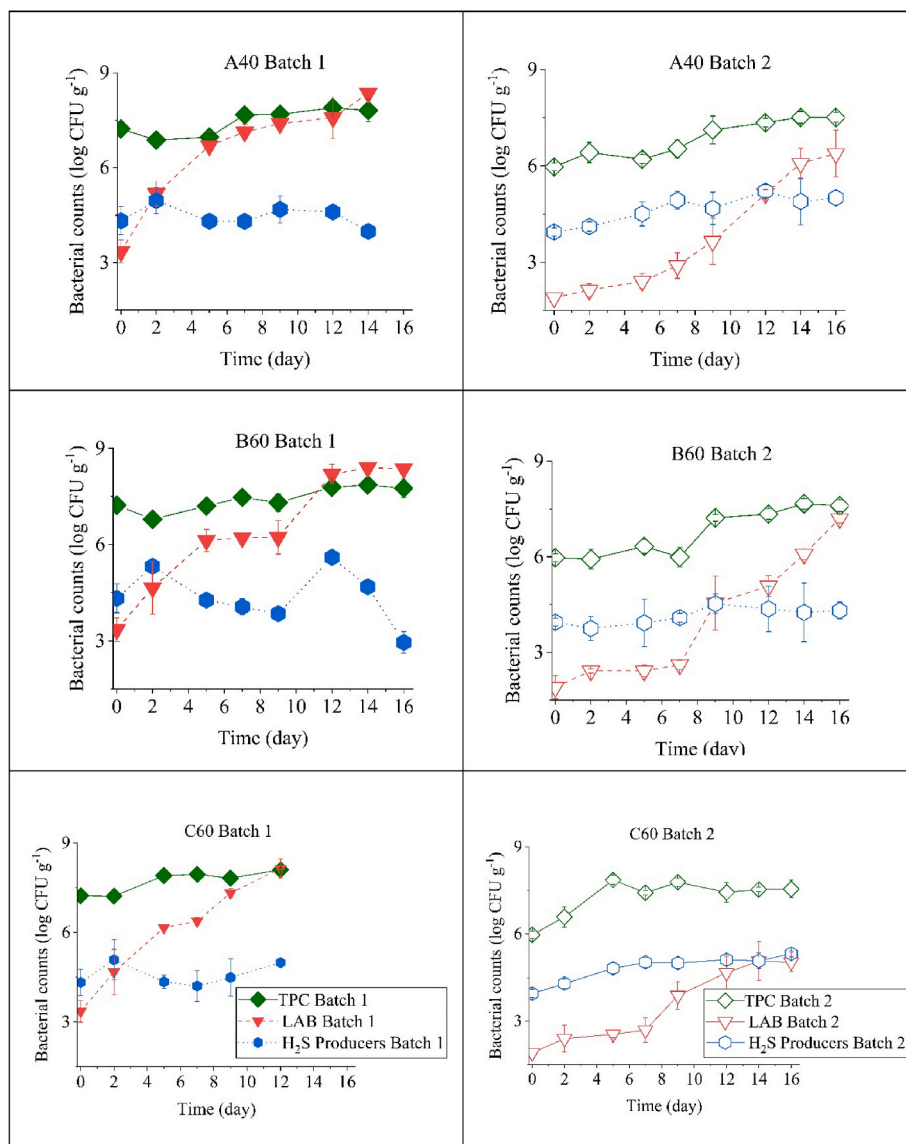 A40 Batch 1
Bacterial counts (log CFU g⁻¹)
9
6
3
0 2 4 6 8 10 12 14 16
Time (day)
A40 Batch 2
Bacterial counts (log CFU g⁻¹)
9
6
3
0 2 4 6 8 10 12 14 16
Time (day)
B60 Batch 1
Bacterial counts (log CFU g⁻¹)
9
6
3
0 2 4 6 8 10 12 14 16
Time (day)
B60 Batch 2
Bacterial counts (log CFU g⁻¹)
9
6
3
0 2 4 6 8 10 12 14 16
Time (day)
C60 Batch 1
Bacterial counts (log CFU g⁻¹)
9
6
3
TPC Batch 1
LAB Batch 1
H₂S Producers Batch 1
0 2 4 6 8 10 12 14 16
Time (day)
C60 Batch 2
Bacterial counts (log CFU g⁻¹)
9
6
3
TPC Batch 2
LAB Batch 2
H₂S Producers Batch 2
0 2 4 6 8 10 12 14 16
Time (day)